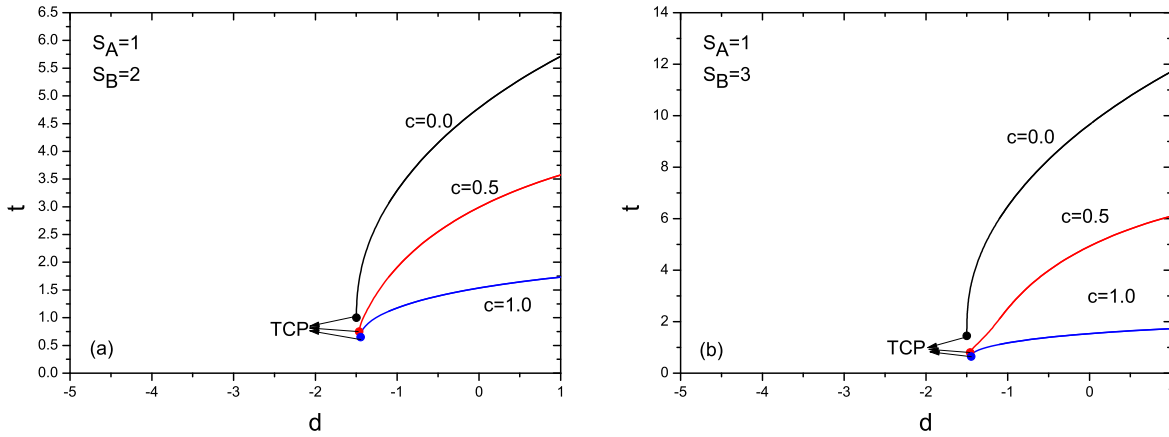 6.5
6.0
5.5
5.0
4.5
4.0
3.5
3.0
2.5
2.0
1.5
1.0
0.5
0.0
t
S_A=1
S_B=2
c=0.0
c=0.5
c=1.0
TCP
(a)
-5 -4 -3 -2 -1 0 1
d
14
12
10
8
6
4
2
0
t
S_A=1
S_B=3
c=0.0
c=0.5
c=1.0
TCP
(b)
-5 -4 -3 -2 -1 0 1
d